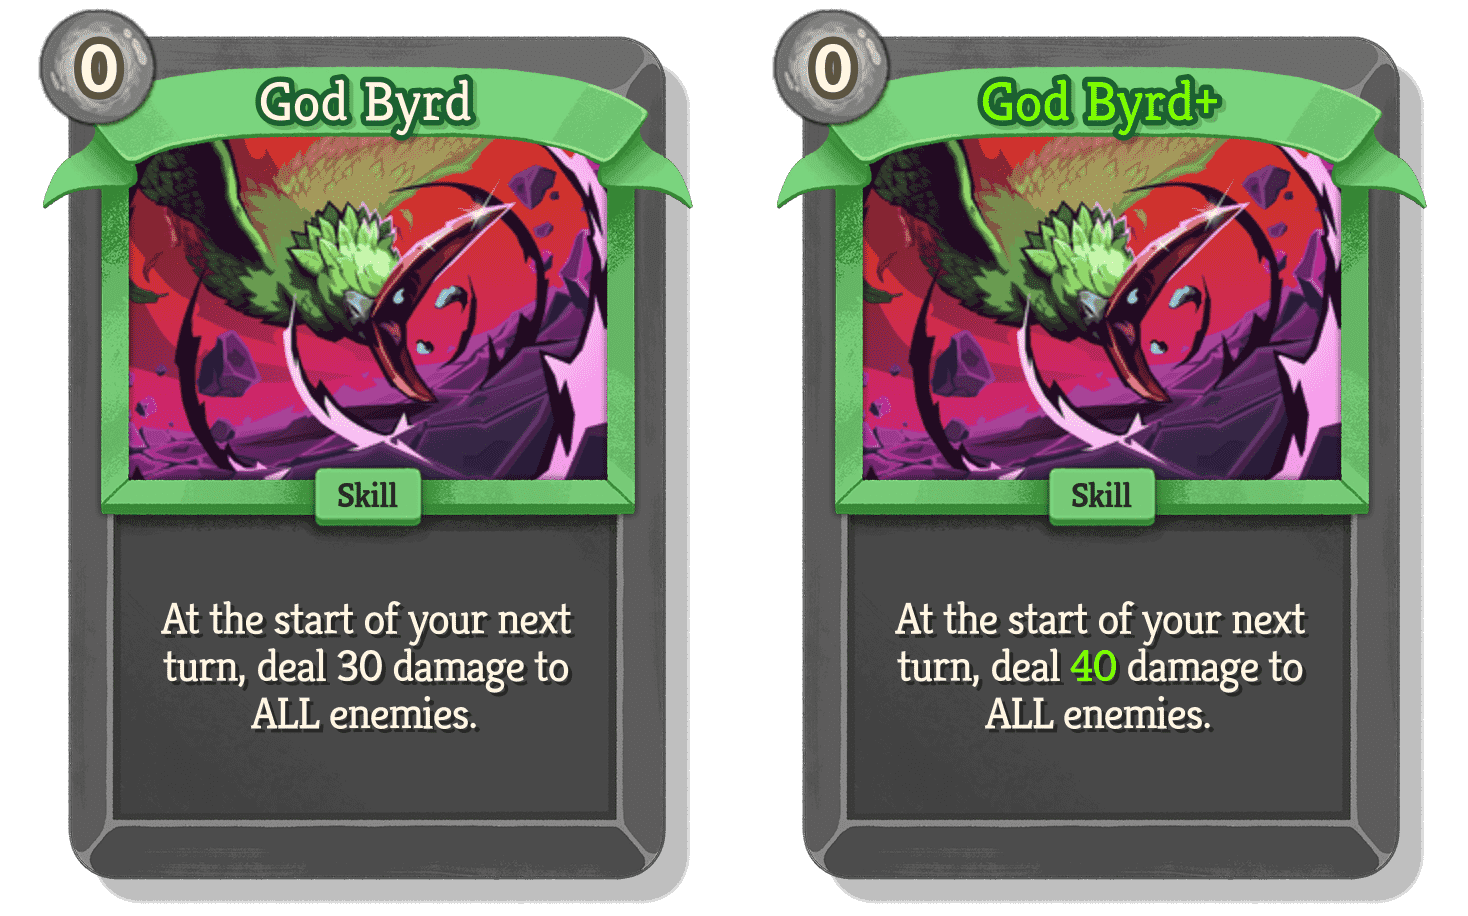 0
God Byrd
Skill
At the start of your next
turn, deal 30 damage to
ALL enemies.
0
God Byrd+
Skill
At the start of your next
turn, deal 40 damage to
ALL enemies.